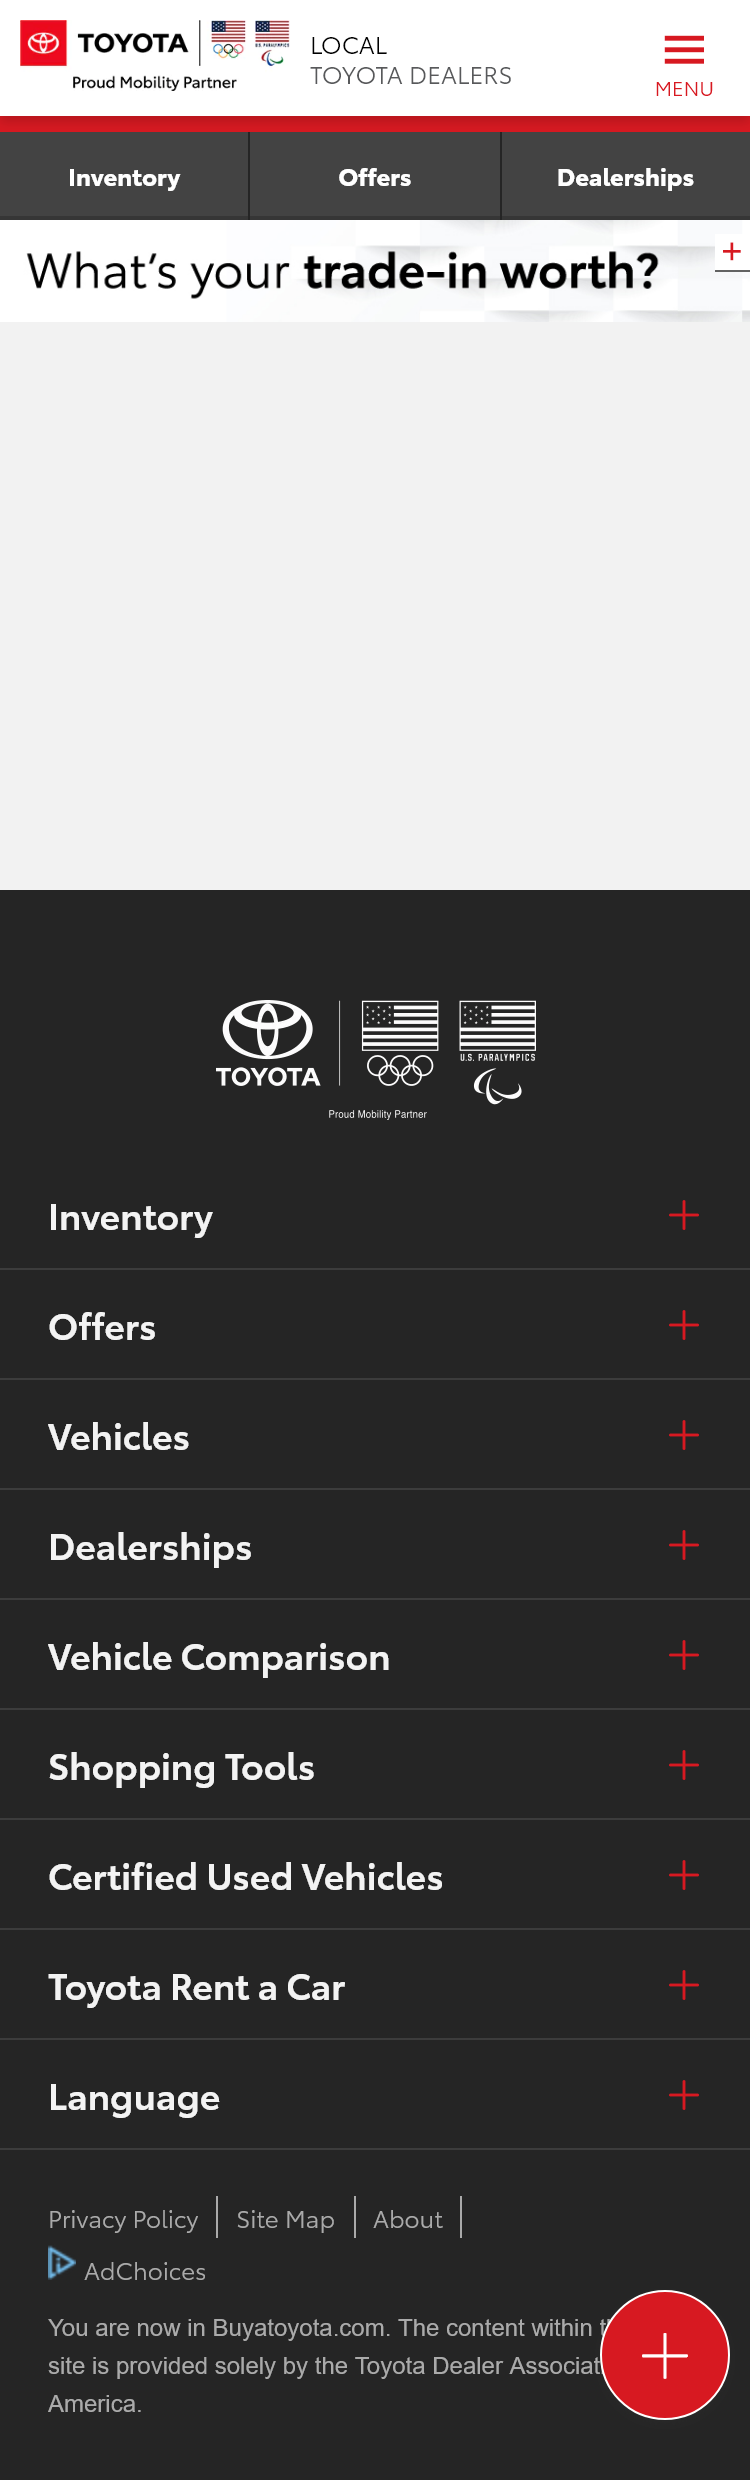 TOYOTA
U.S. PARALYMPICS
Proud Mobility Partner
LOCAL
TOYOTA DEALERS
MENU
Inventory
Offers
Dealerships
What's your trade-in worth?
TOYOTA
U.S. PARALYMPICS
Proud Mobility Partner
Inventory
Offers
Vehicles
Dealerships
Vehicle Comparison
Shopping Tools
Certified Used Vehicles
Toyota Rent a Car
Language
Privacy Policy
Site Map
About
AdChoices
You are now in Buyatoyota.com. The content within
site is provided solely by the Toyota Dealer
America.